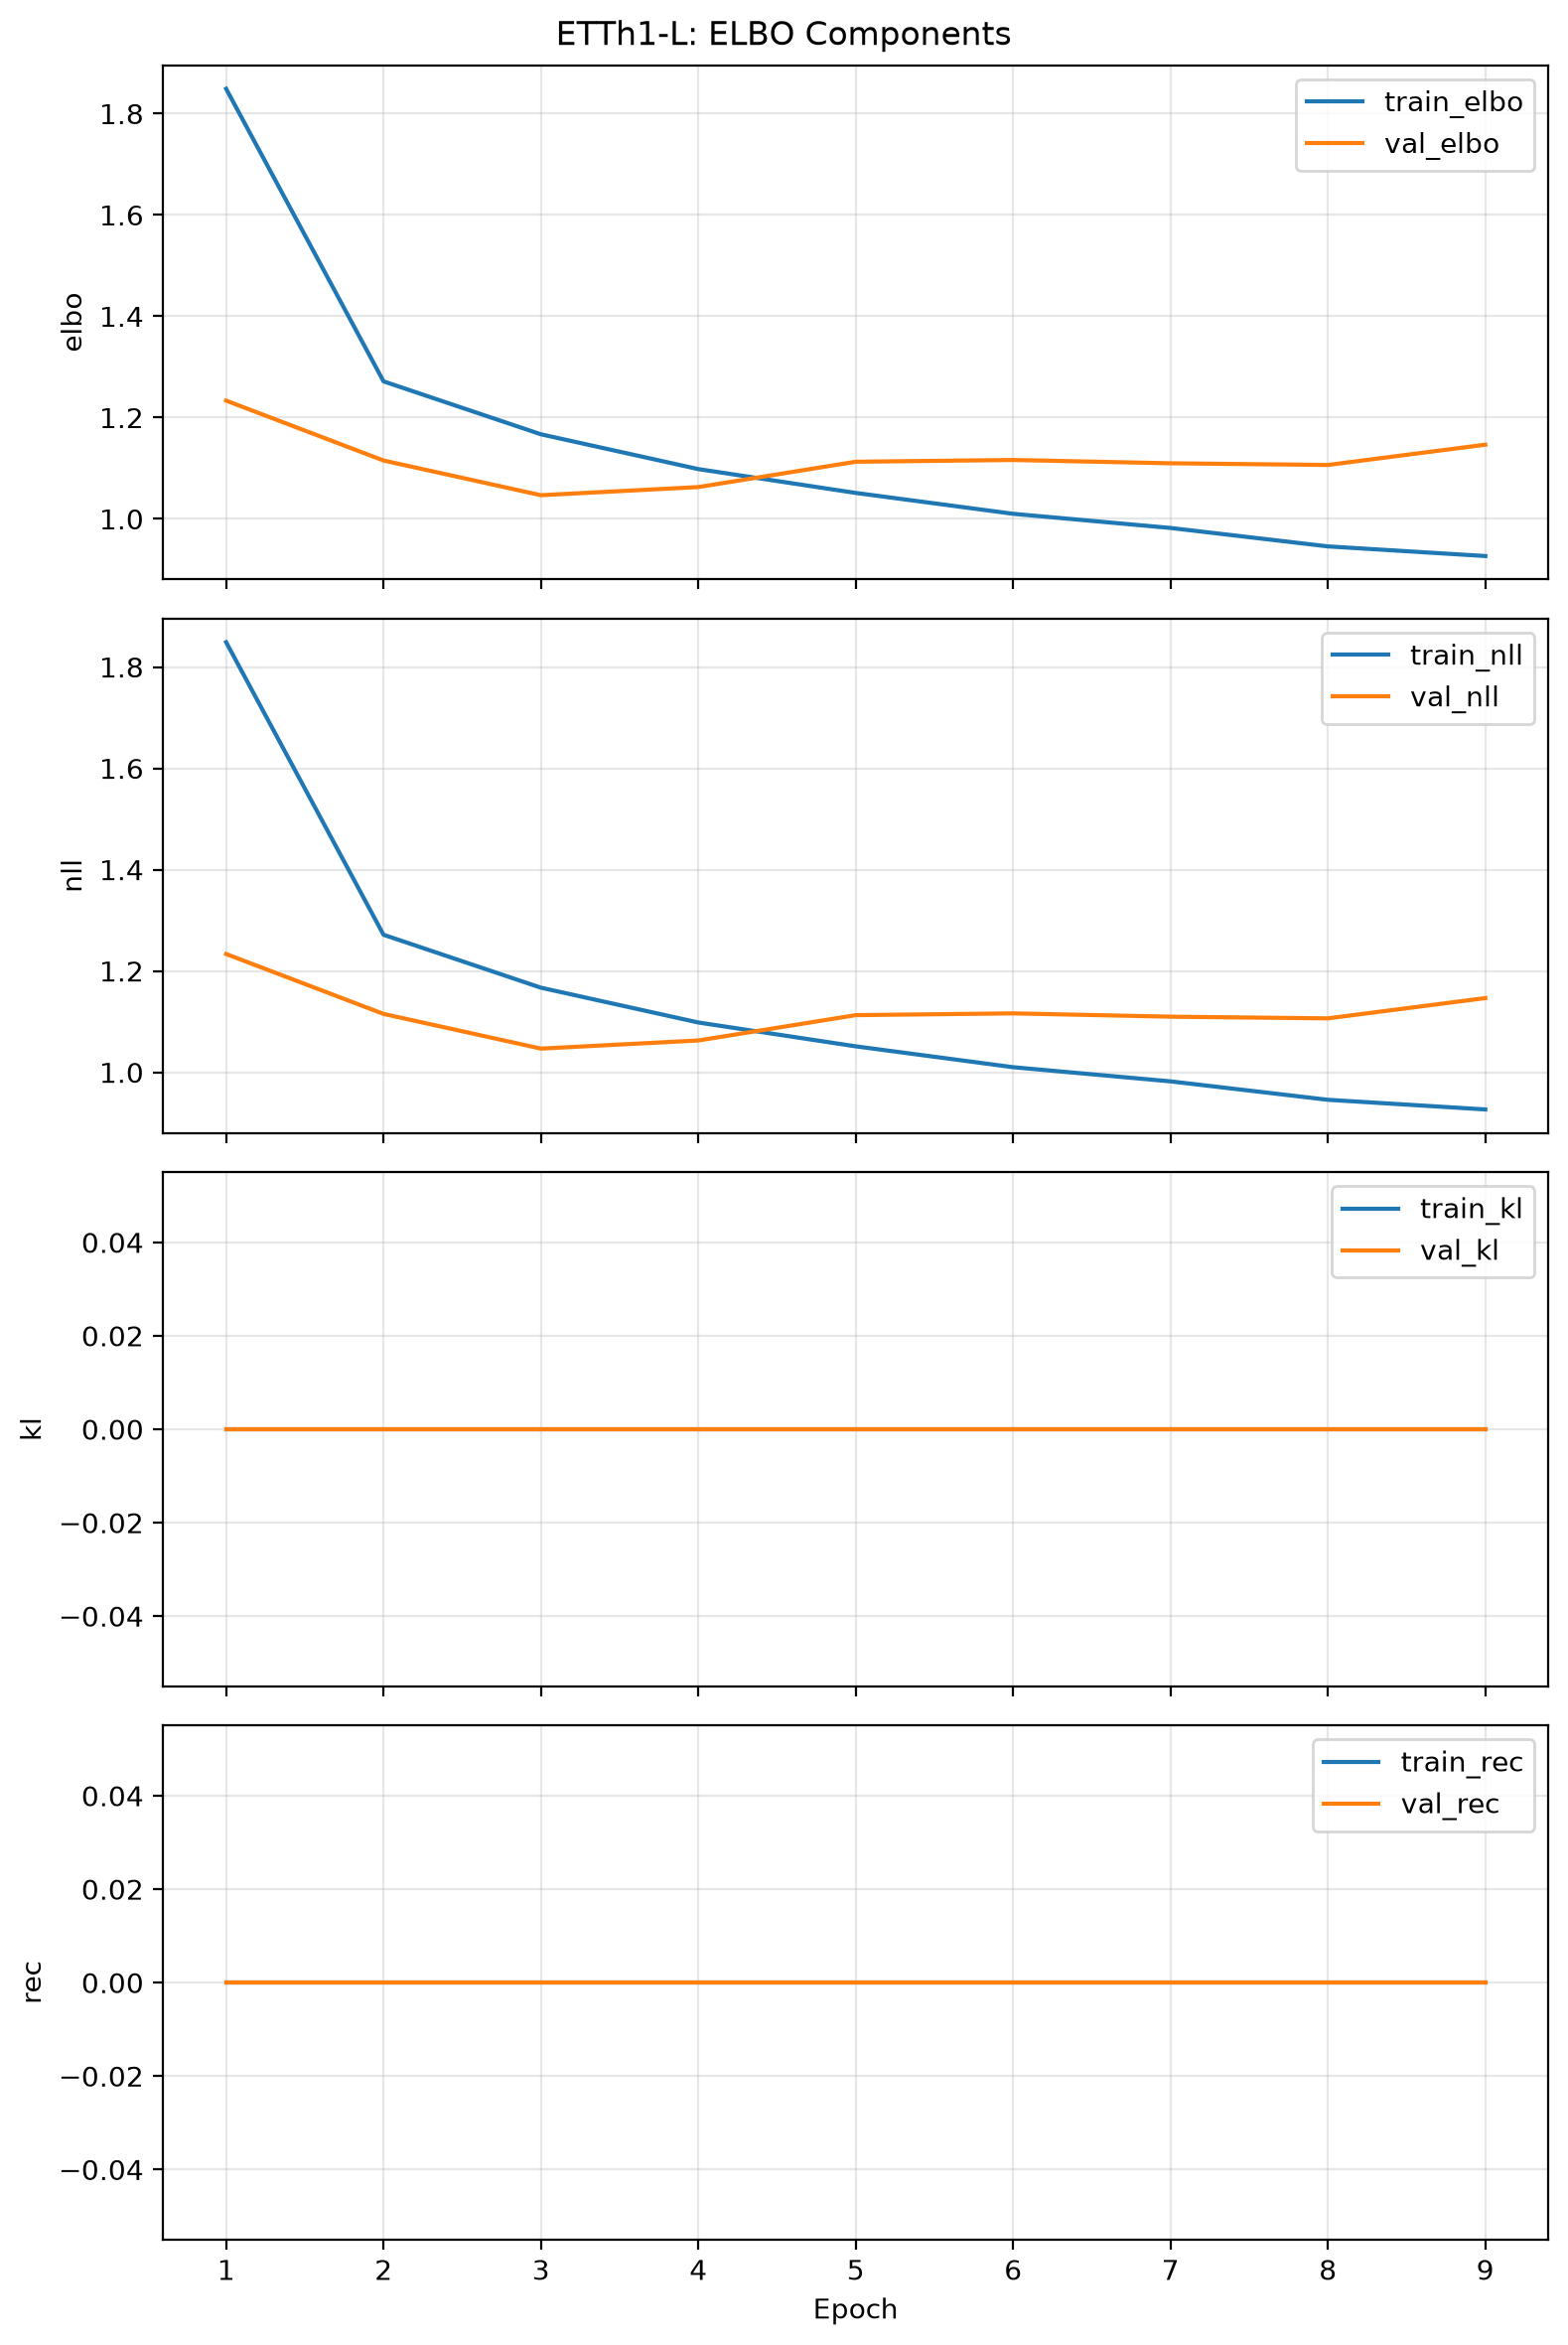 ETTh1-L: ELBO Components
train_elbo
val_elbo
1.8
1.6
1.4
1.2
1.0
elbo
train_nll
val_nll
1.8
1.6
1.4
1.2
1.0
nll
train_kl
val_kl
0.04
0.02
0.00
−0.02
−0.04
kl
train_rec
val_rec
0.04
0.02
0.00
−0.02
−0.04
rec
1 2 3 4 5 6 7 8 9
Epoch